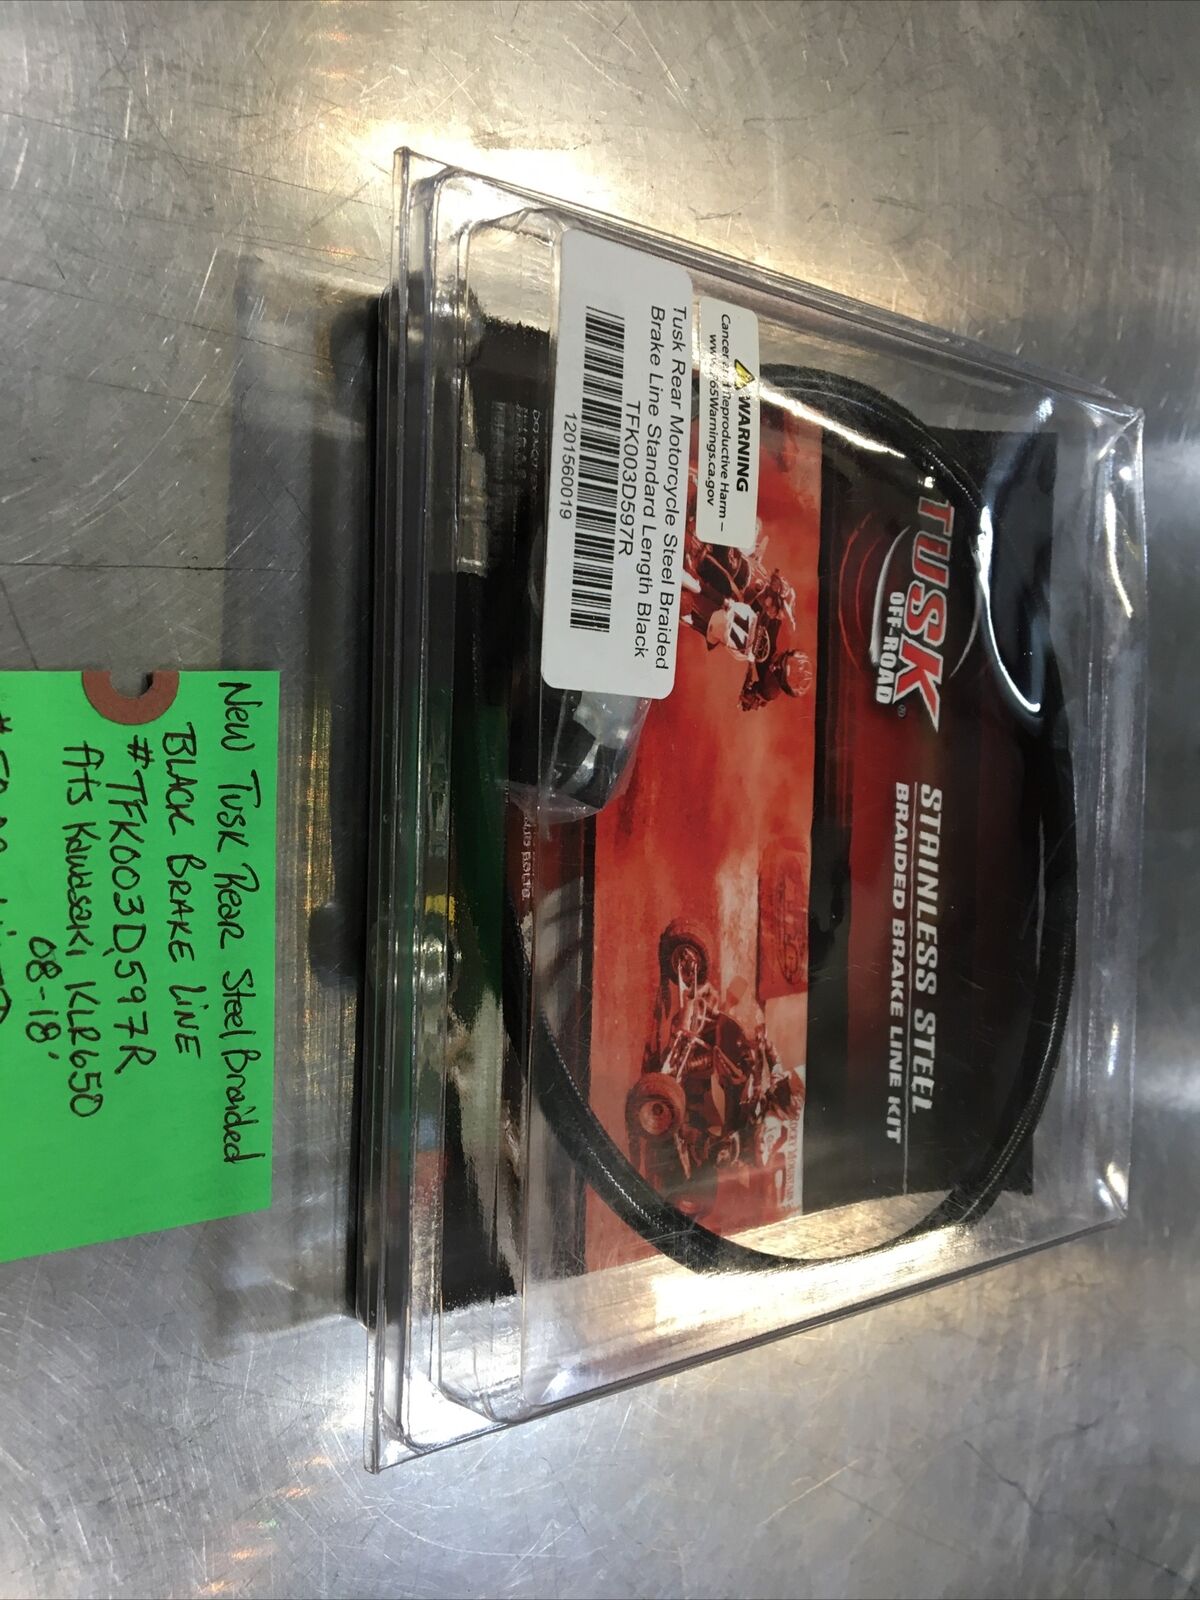 TUSK
OFF-ROAD®
STAINLESS STEEL
BRAIDED BRAKE LINE KIT
WARNING
Cancer and Reproductive Harm –
www.P65Warnings.ca.gov
Tusk Rear Motorcycle Steel Braided
Brake Line Standard Length Black
TFK003D597R
1201560019
New Tusk Rear Steel Braided
BLACK BRAKE LINE
#TFK003D597R
fits Kawasaki KLR650
08-18'